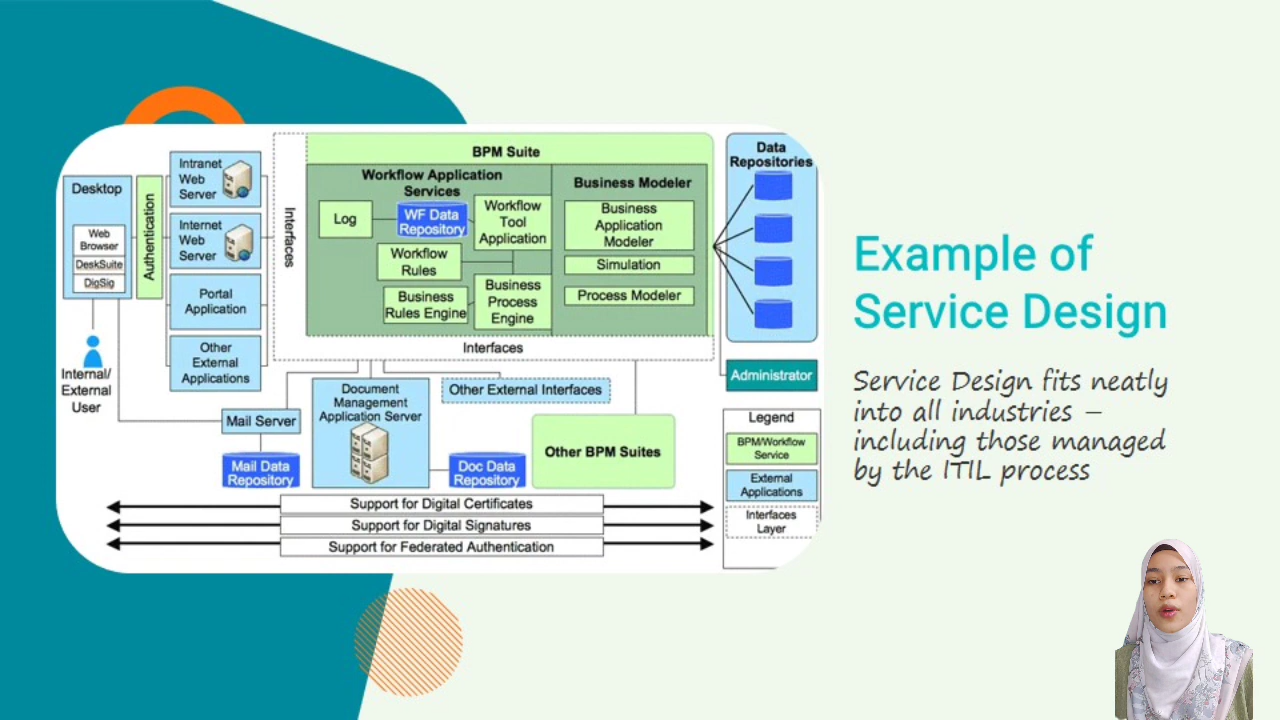 Desktop
Web
Browser
DeskSuite
DigSig
Internal/
External
User
Authentication
Intranet
Web
Server
Internet
Web
Server
Portal
Application
Other
External
Applications
Interfaces
BPM Suite
Workflow Application
Services
Log
WF Data
Repository
Workflow
Tool
Application
Workflow
Rules
Business
Rules Engine
Business
Process
Engine
Business Modeler
Business
Application
Modeler
Simulation
Process Modeler
Interfaces
Data
Repositories
Administrator
Mail Server
Mail Data
Repository
Document
Management
Application Server
Doc Data
Repository
Other External Interfaces
Other BPM Suites
Support for Digital Certificates
Support for Digital Signatures
Support for Federated Authentication
Legend
BPM/Workflow
Service
External
Applications
Interfaces
Layer
Example of
Service Design
Service Design fits neatly
into all industries –
including those managed
by the ITIL process